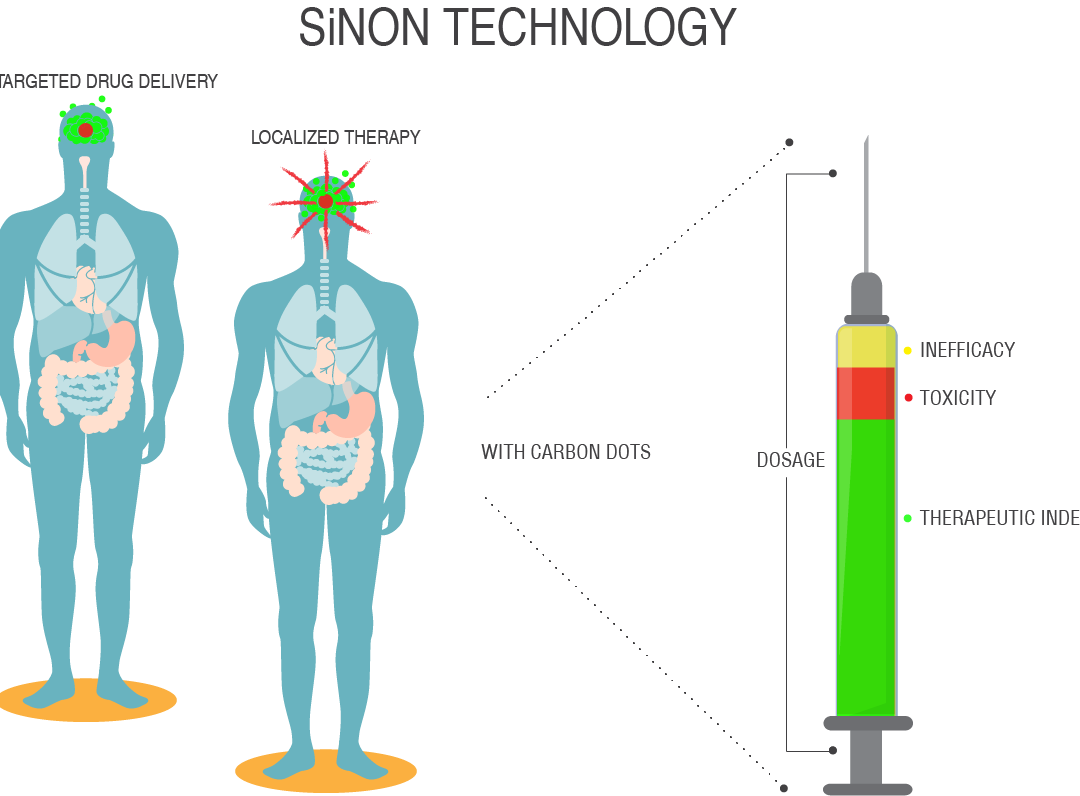 SiNON TECHNOLOGY
TARGETED DRUG DELIVERY
LOCALIZED THERAPY
INEFFICACY
TOXICITY
WITH CARBON DOTS
DOSAGE
THERAPEUTIC INDE